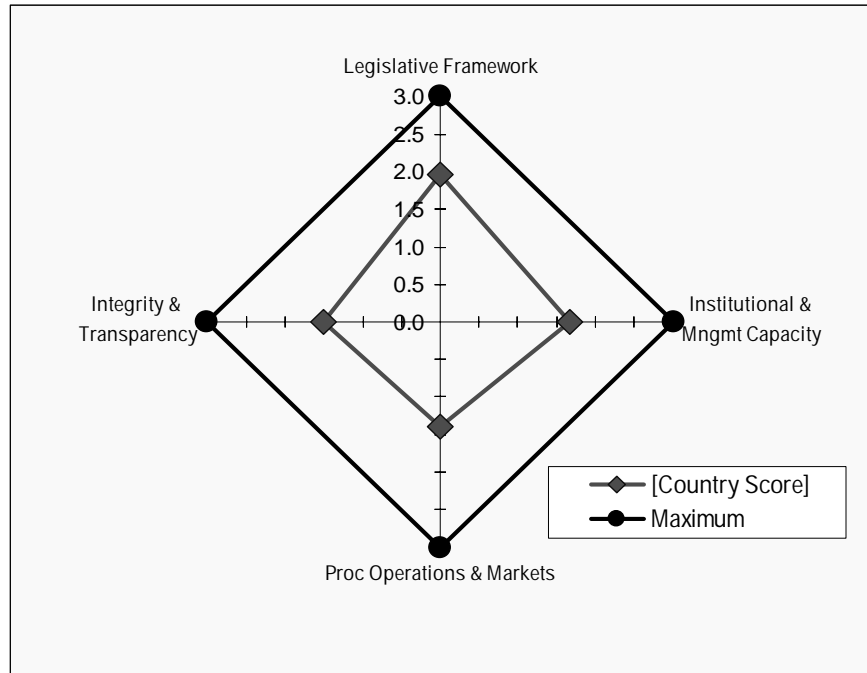 Legislative Framework
3.0
2.5
2.0
1.5
1.0
0.5
0.0
Integrity &
Transparency
Institutional &
Mngmt Capacity
[Country Score]
Maximum
Proc Operations & Markets